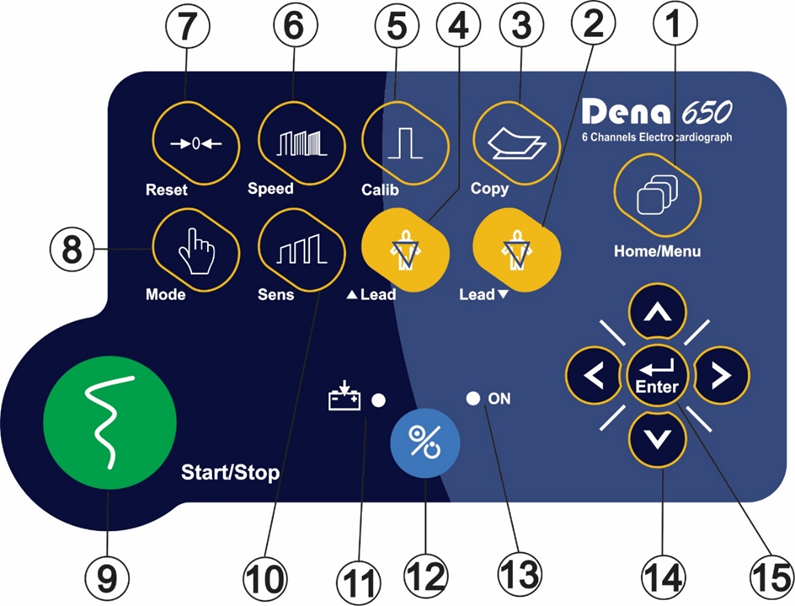 7 6 5 4 3 2 1
Dena 650
6 Channels Electrocardiograph
→0←
Reset Speed Calib Copy
Home/Menu
8
Mode Sens ▲Lead Lead▼
Enter
ON
Start/Stop
9 10 11 12 13 14 15